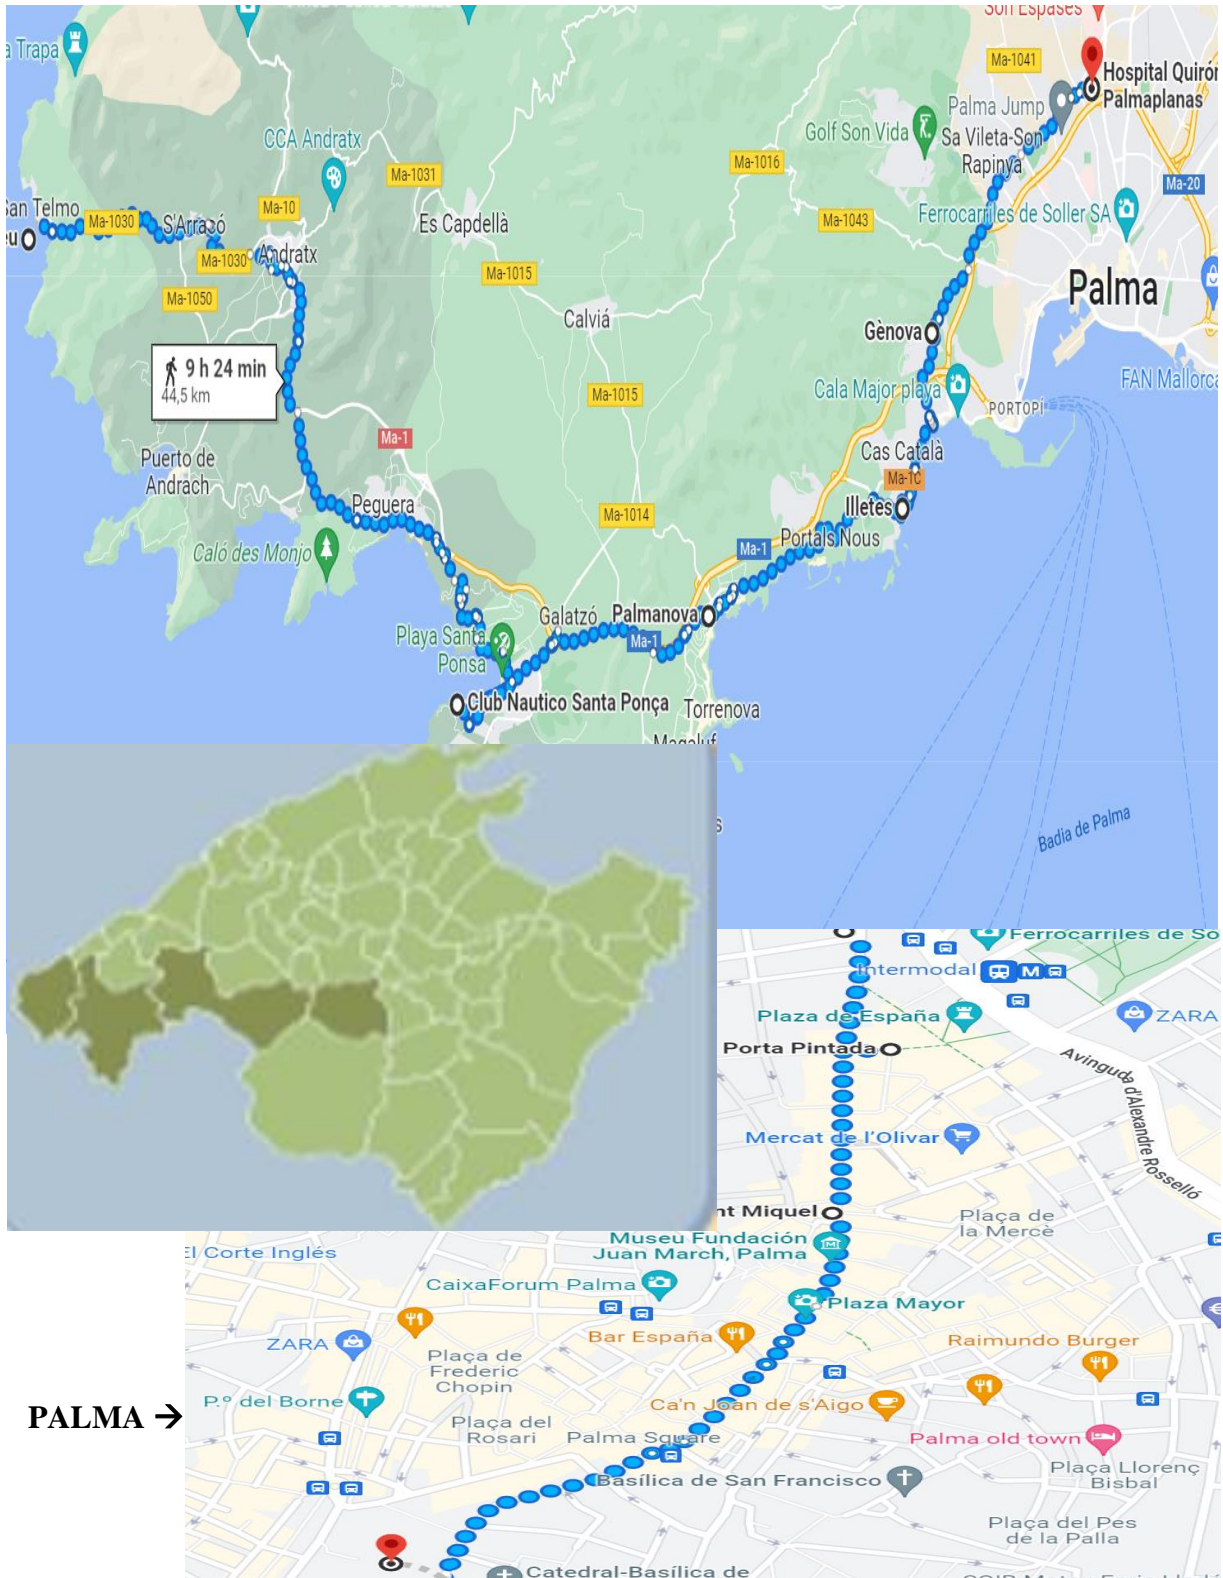 Son Espases
a Trapa
Ma-1041
Hospital Quirón
Palmaplanas
Palma Jump
CCA Andratx
Golf Son Vida
Sa Vileta-Son
Rapinya
Ma-1016
Ma-1031
Ma-20
San Telmo
Ma-1030
S'Arracó
Ma-10
Es Capdellà
Ma-1043
Ferrocarriles de Soller SA
eu
Ma-1030
Andratx
Ma-1015
Ma-1050
Palma
Calviá
Gènova
9 h 24 min
44,5 km
FAN Mallorca
Cala Major playa
Ma-1015
PORTOPÍ
Ma-1
Cas Català
Puerto de
Andrach
Ma-1C
Peguera
Illetes
Ma-1014
Portals Nous
Caló des Monjo
Ma-1
Galatzó
Palmanova
Playa Santa
Ponsa
Ma-1
Club Nautico Santa Ponça
Torrenova
Magaluf
s
Badia de Palma
Ferrocarriles de So
Intermodal
M
Plaza de España
ZARA
Porta Pintada
Avinguda d'Alexandre Rosselló
Mercat de l'Olivar
nt Miquel
Plaça de
la Mercè
Museu Fundación
Juan March, Palma
El Corte Inglés
CaixaForum Palma
Plaza Mayor
Bar España
Raimundo Burger
ZARA
Plaça de
Frederic
Chopin
P.º del Borne
Ca'n Joan de s'Aigo
PALMA →
Plaça del
Rosari
Palma Square
Palma old town
Basílica de San Francisco
Plaça Llorenç
Bisbal
Plaça del Pes
de la Palla
Catedral-Basílica de